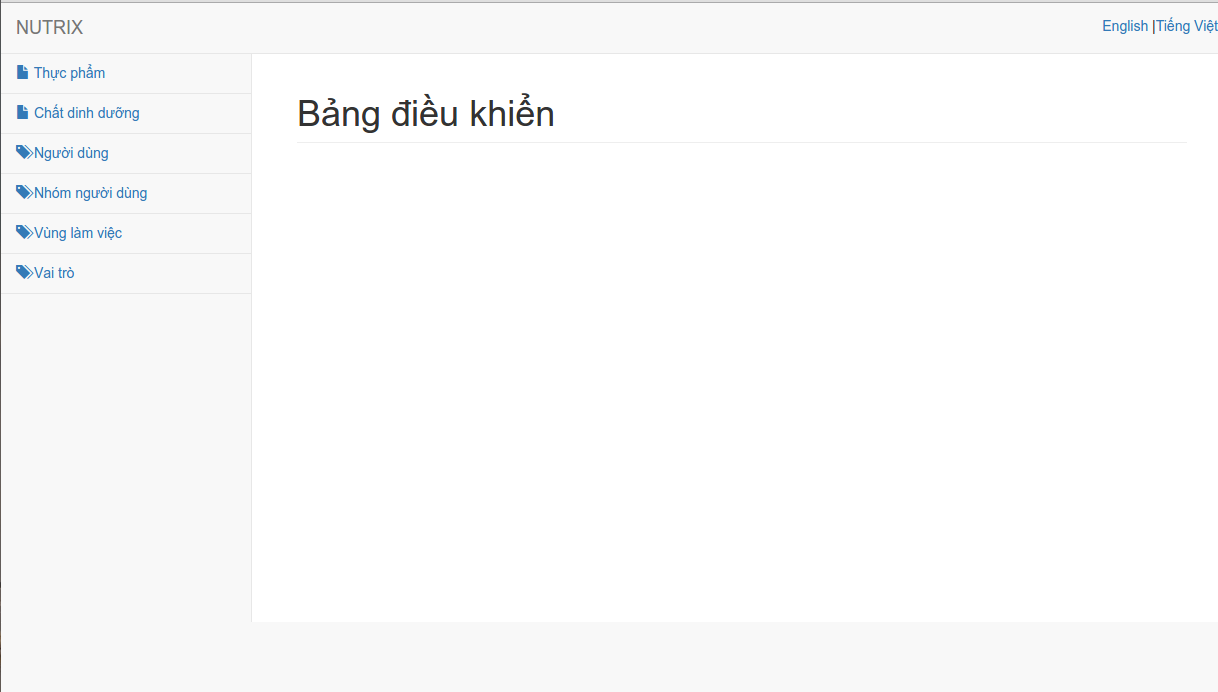 NUTRIX
English |Tiếng Việt
Thực phẩm
Chất dinh dưỡng
Người dùng
Nhóm người dùng
Vùng làm việc
Vai trò
Bảng điều khiển